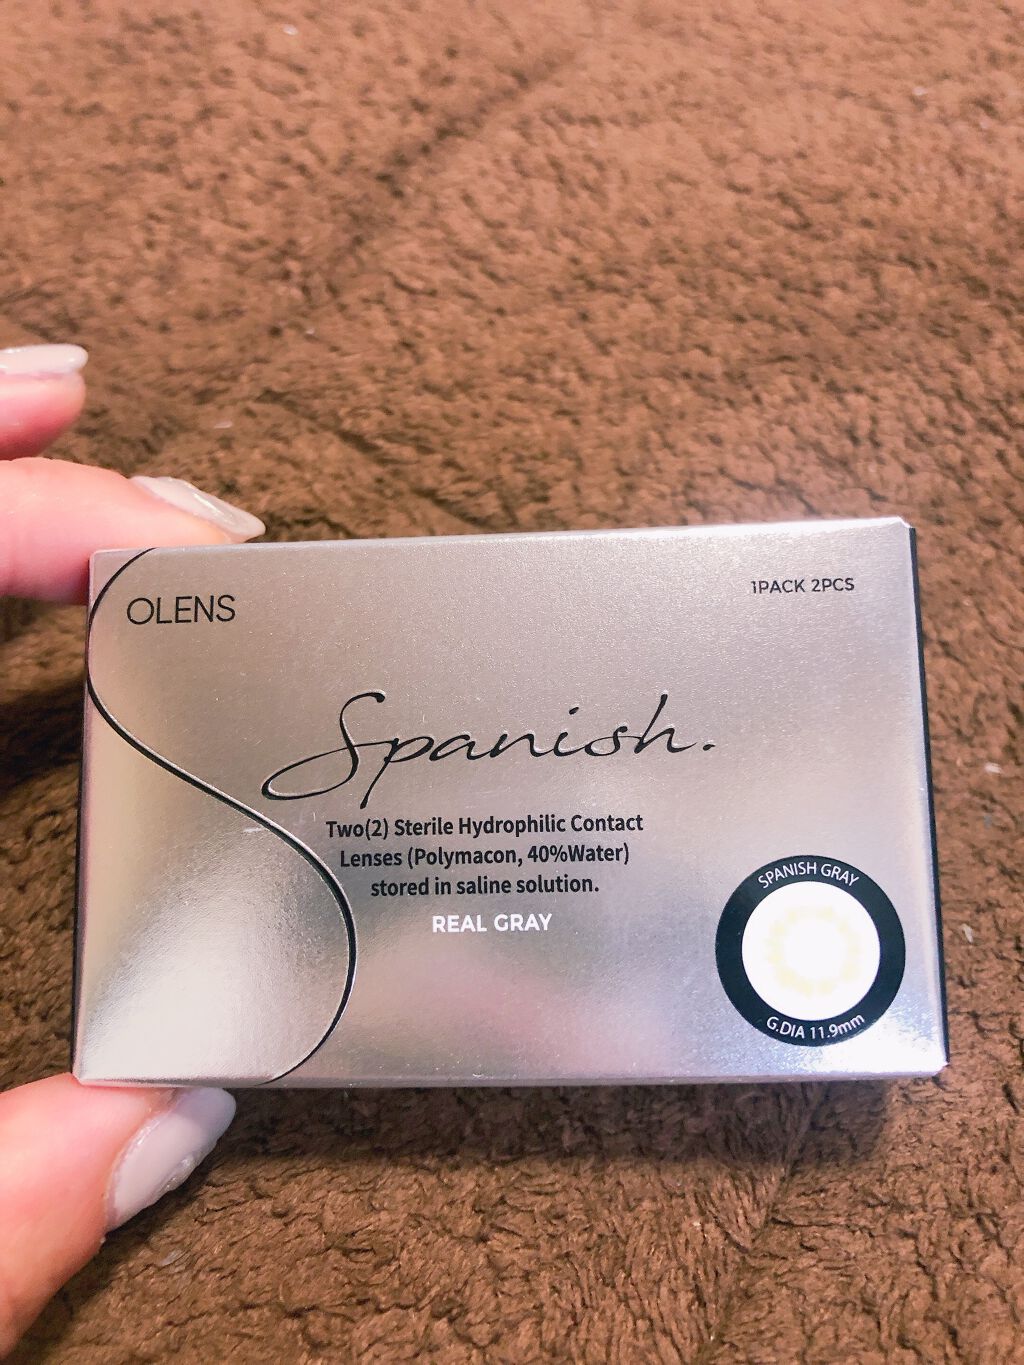 OLENS
1PACK 2PCS
Spanish.
Two(2) Sterile Hydrophilic Contact
Lenses (Polymacon, 40%Water)
stored in saline solution.
REAL GRAY
SPANISH GRAY
G.DIA 11.9mm